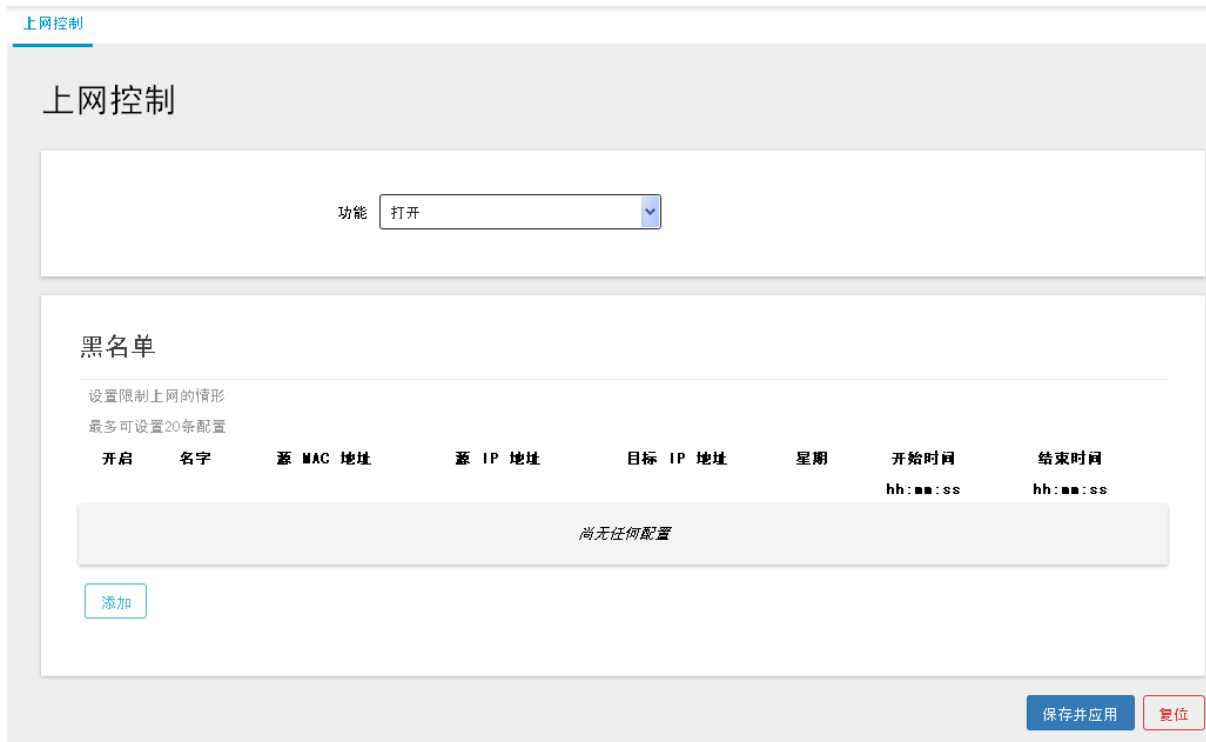 上网控制
上网控制
功能 打开
黑名单
设置限制上网的情形
最多可设置20条配置
开启 名字 源 MAC 地址 源 IP 地址 目标 IP 地址 星期 开始时间 结束时间
hh:mm:ss hh:mm:ss
尚无任何配置
添加
保存并应用 复位